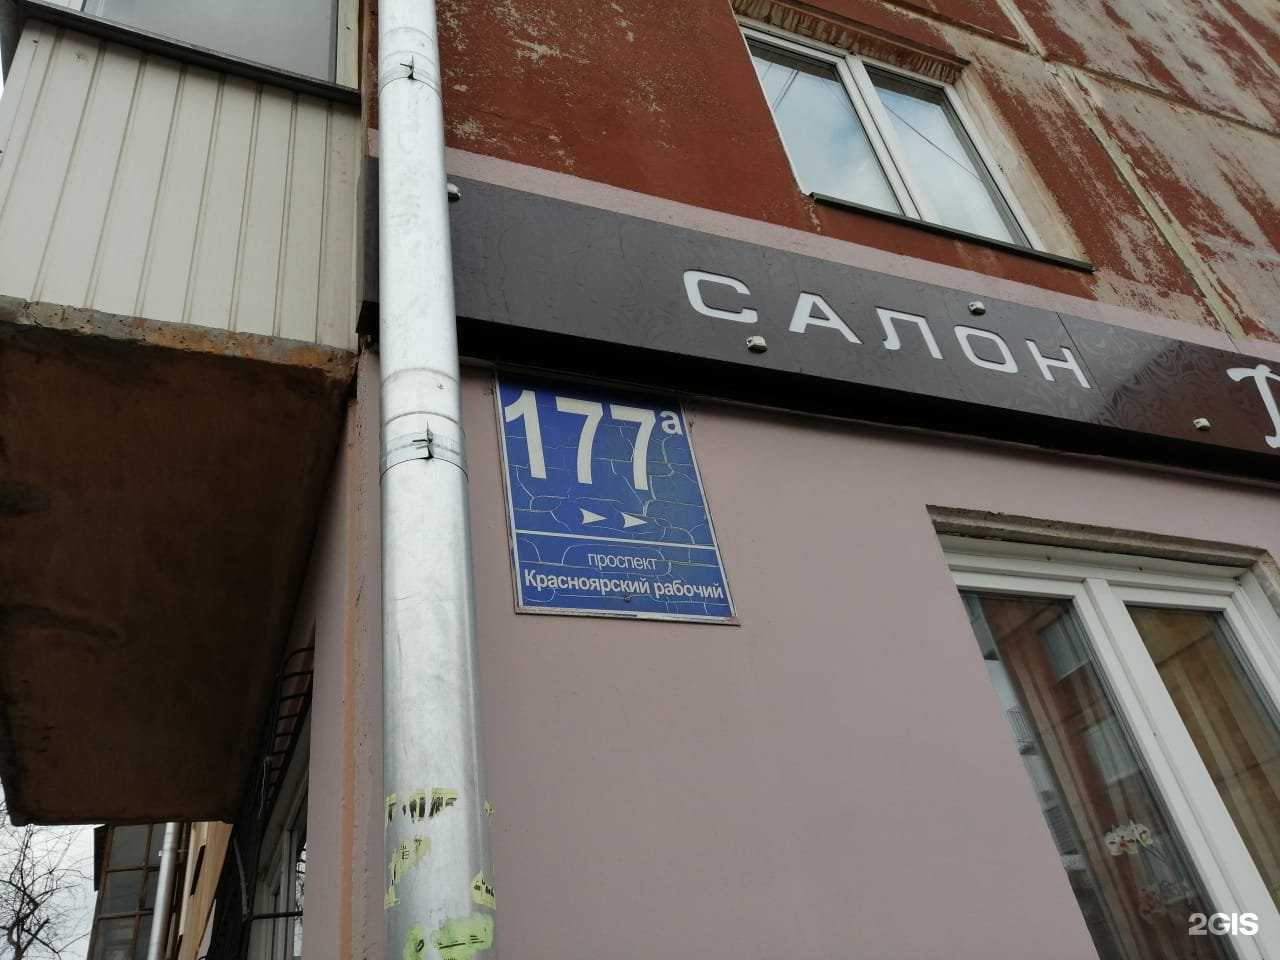 САЛОН
177а
проспект
Красноярский рабочий
2GIS